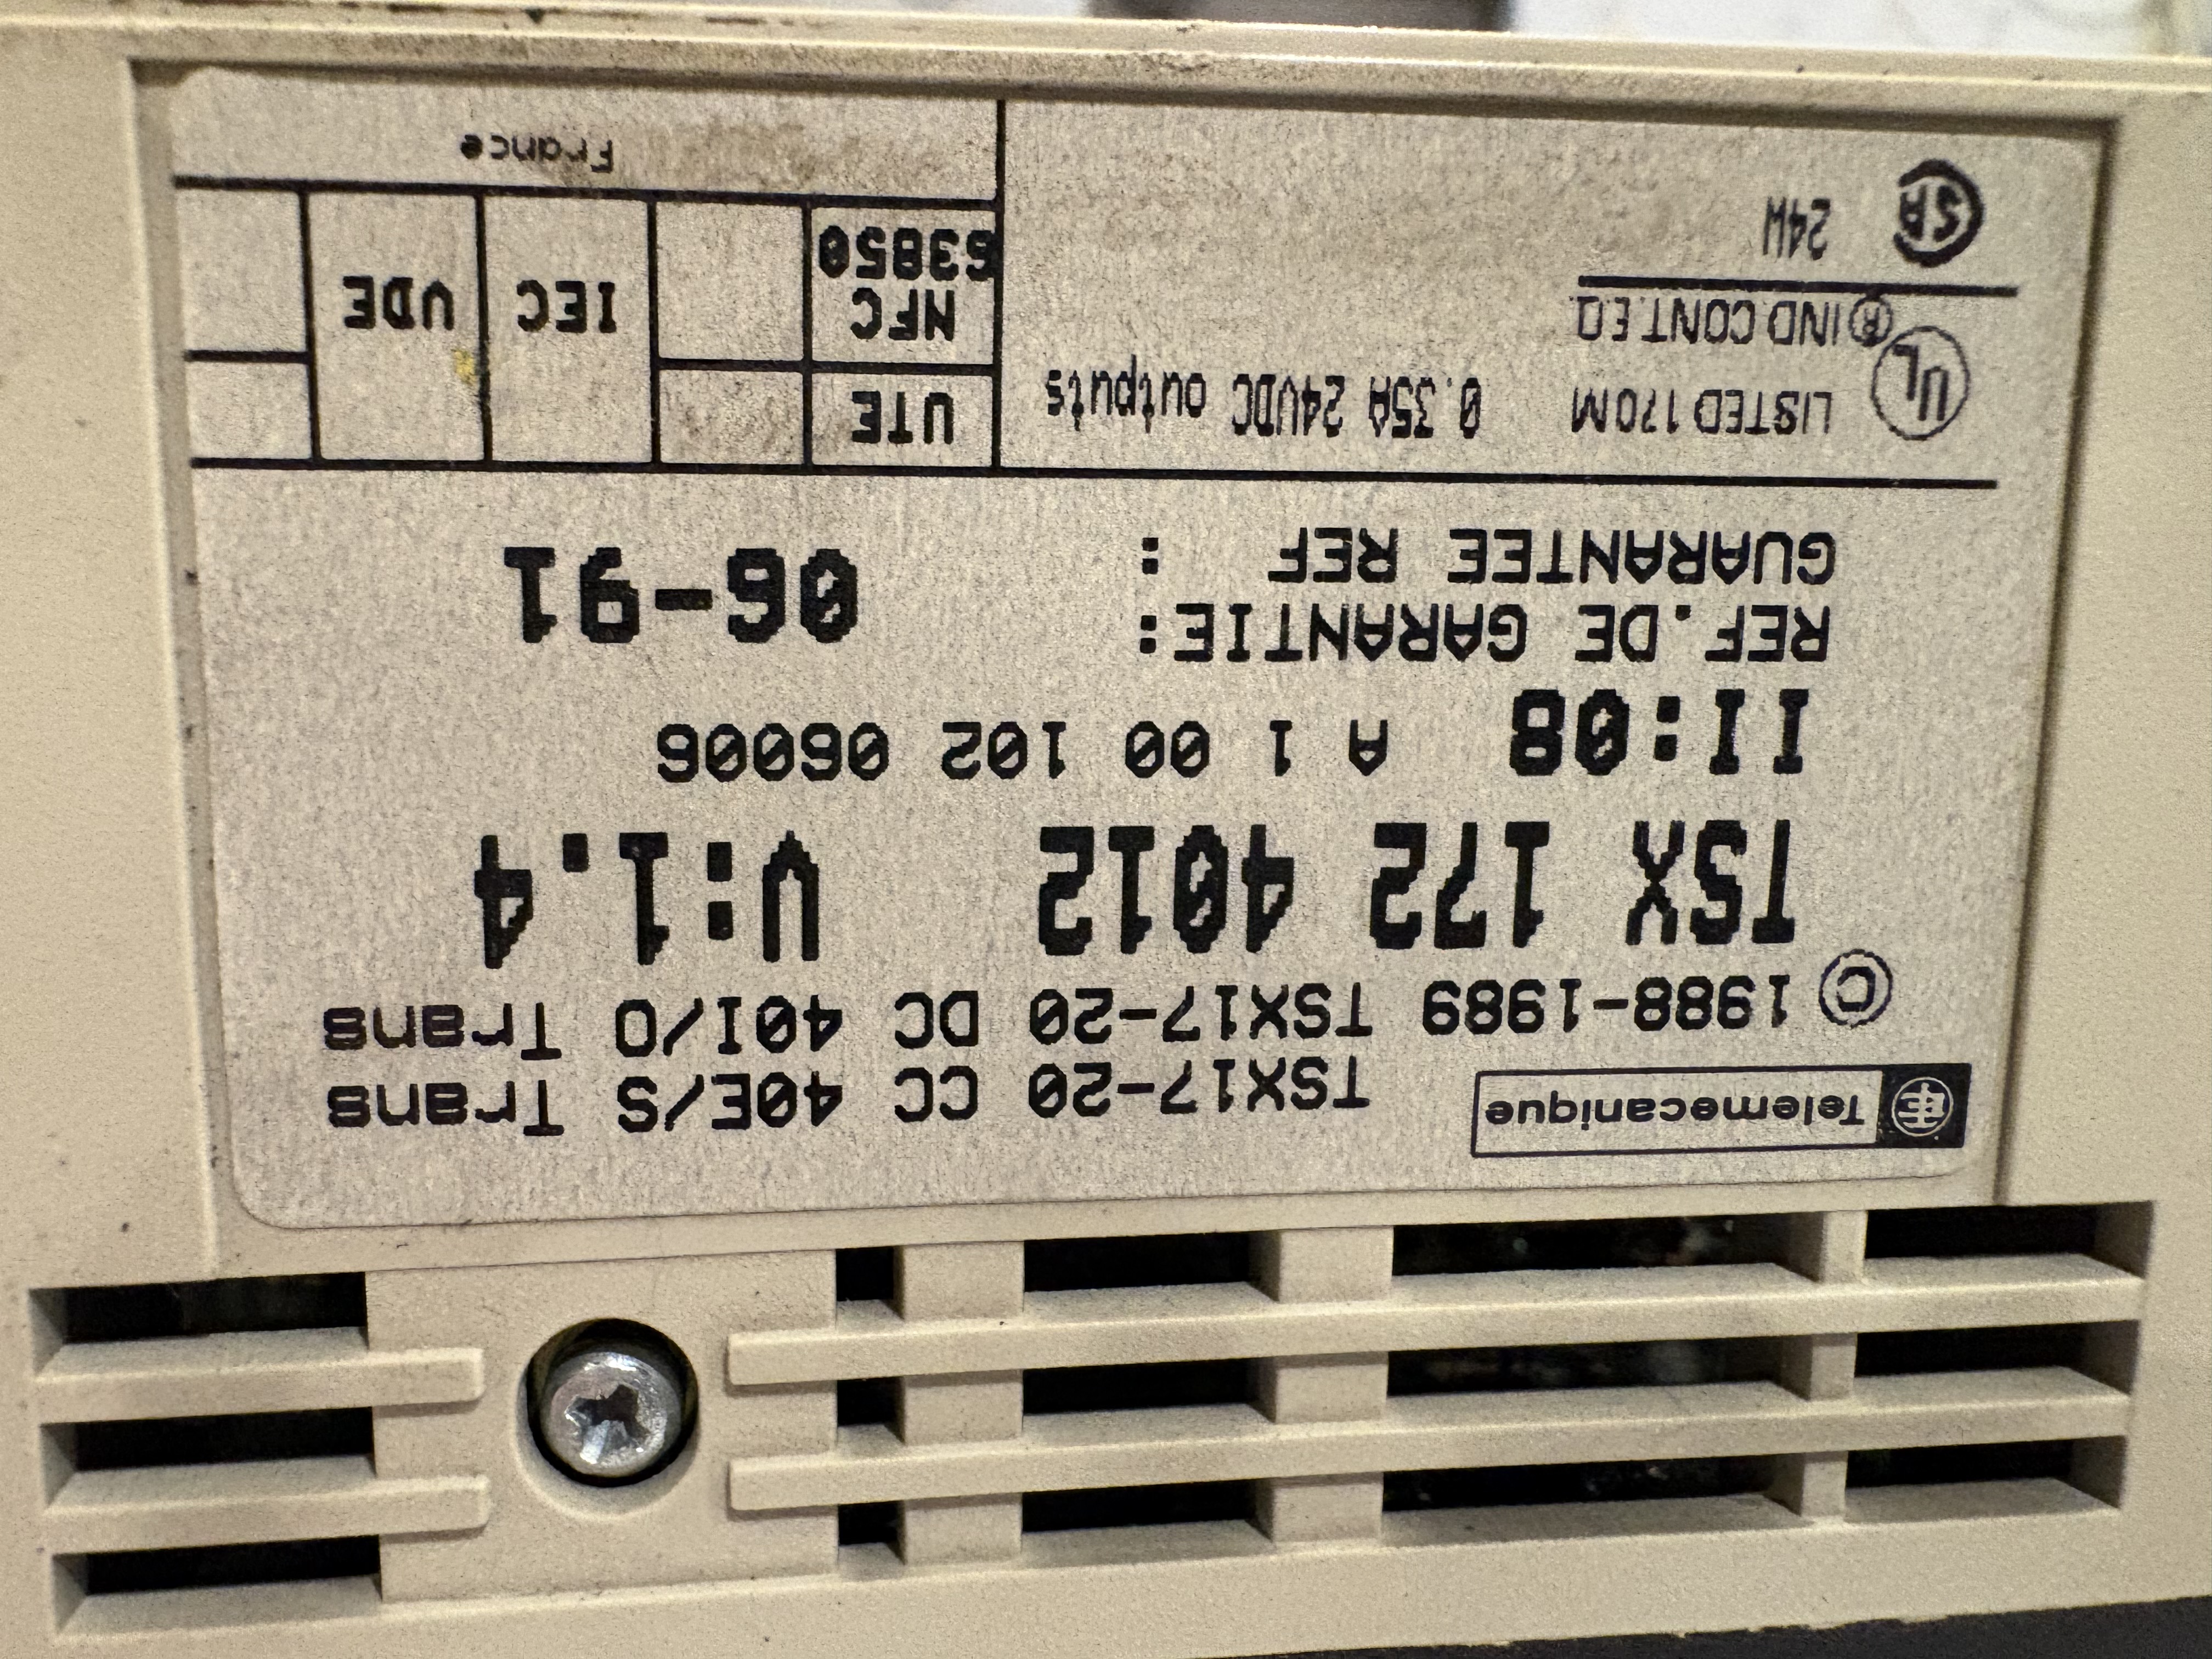 Telemecanique
TSX17-20 CC 40E/S Trans
© 1988-1989 TSX17-20 DC 40I/O Trans
TSX 172 4012 V:1.4
II:08 A 1 00 102 06006
REF.DE GARANTIE:
GUARANTEE REF :
06-91
UL LISTED 170M 0.35A 24VDC outputs
® IND.CONT.EQ.
SA 24W
UTE
NFC
63850
IEC
VDE
France